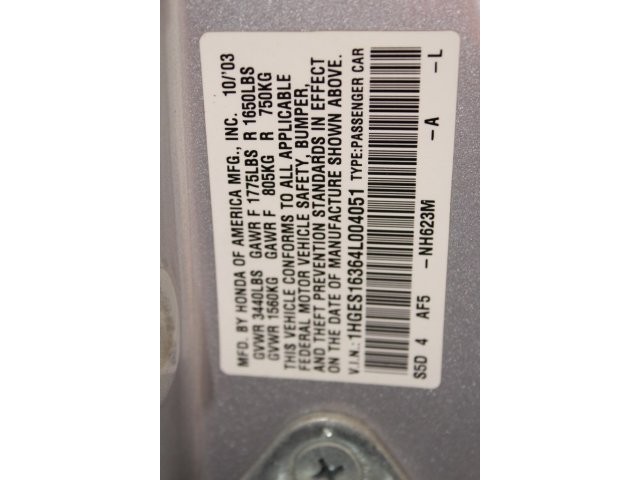 MFD. BY HONDA OF AMERICA MFG., INC. 10/'03
GVWR 3440LBS GAWR F 1775LBS R 1650LBS
GVWR 1560KG GAWR F 805KG R 750KG
THIS VEHICLE CONFORMS TO ALL APPLICABLE
FEDERAL MOTOR VEHICLE SAFETY, BUMPER,
AND THEFT PREVENTION STANDARDS IN EFFECT
ON THE DATE OF MANUFACTURE SHOWN ABOVE.
V.I.N.: 1HGES16364L004051 TYPE:PASSENGER CAR
S5D 4 AF5 -NH623M -A -L